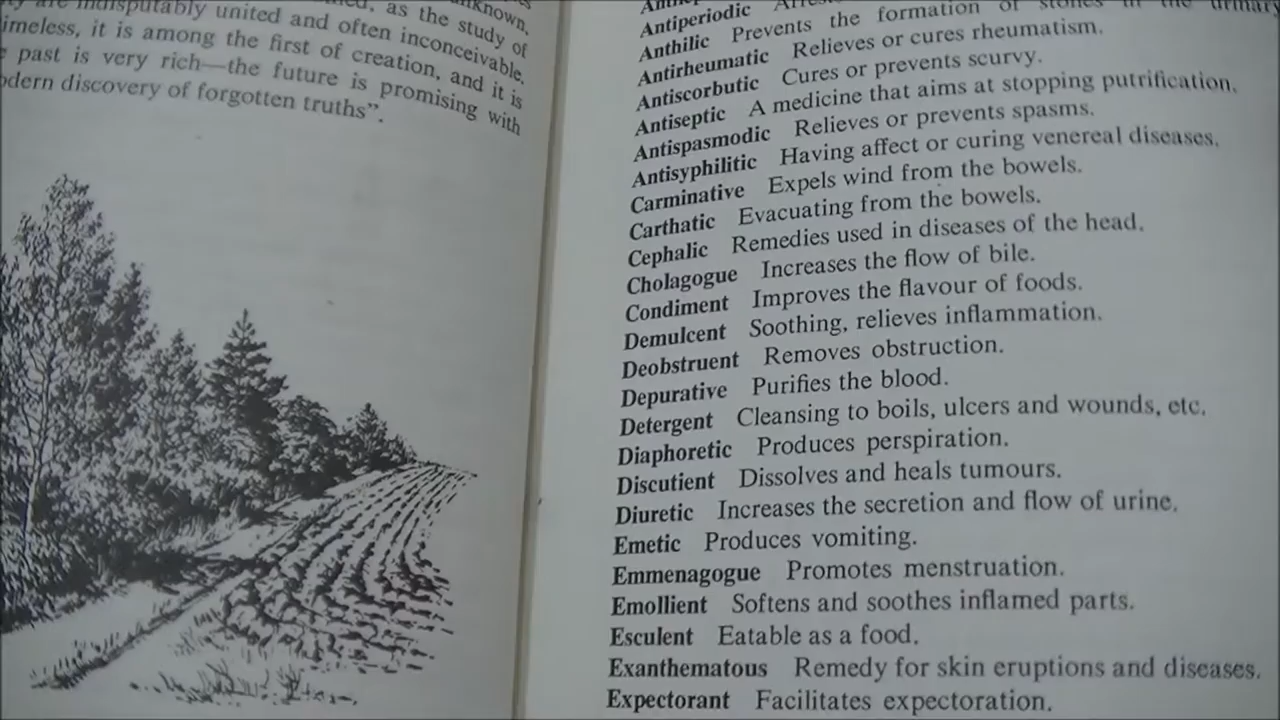 unknown,
as the study of
are indisputably united and often inconceivable.
timeless, it is among the first of creation, and it is
past is very rich—the future is promising with
modern discovery of forgotten truths”.
Antiperiodic
Anthilic Prevents the formation of stones in the urinary
Antirheumatic Relieves or cures rheumatism.
Antiscorbutic Cures or prevents scurvy.
Antiseptic A medicine that aims at stopping putrification.
Antispasmodic Relieves or prevents spasms.
Antisyphilitic Having affect or curing venereal diseases.
Carminative Expels wind from the bowels.
Carthatic Evacuating from the bowels.
Cephalic Remedies used in diseases of the head.
Cholagogue Increases the flow of bile.
Condiment Improves the flavour of foods.
Demulcent Soothing, relieves inflammation.
Deobstruent Removes obstruction.
Depurative Purifies the blood.
Detergent Cleansing to boils, ulcers and wounds, etc.
Diaphoretic Produces perspiration.
Discutient Dissolves and heals tumours.
Diuretic Increases the secretion and flow of urine.
Emetic Produces vomiting.
Emmenagogue Promotes menstruation.
Emollient Softens and soothes inflamed parts.
Esculent Eatable as a food.
Exanthematous Remedy for skin eruptions and diseases.
Expectorant Facilitates expectoration.